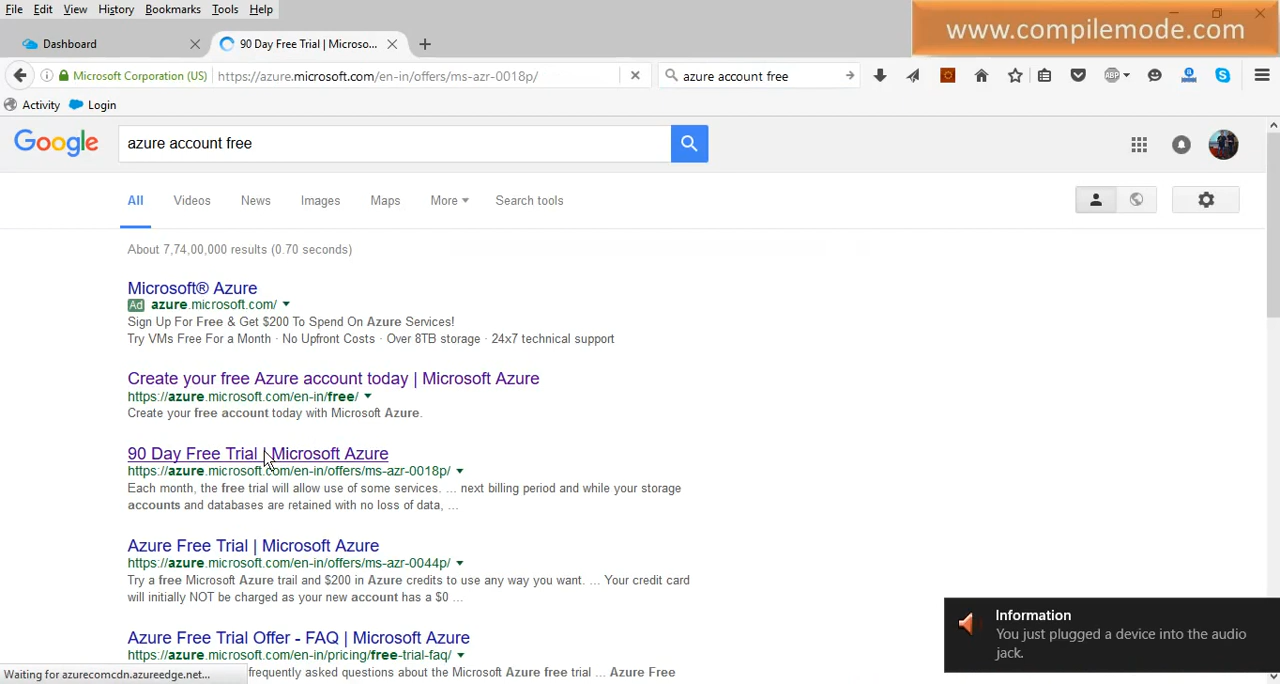 File Edit View History Bookmarks Tools Help
www.compilemode.com
Dashboard
90 Day Free Trial | Microso...
Microsoft Corporation (US) https://azure.microsoft.com/en-in/offers/ms-azr-0018p/
azure account free
ABP
Activity Login
Google azure account free
All Videos News Images Maps More Search tools
About 7,74,00,000 results (0.70 seconds)
Microsoft® Azure
Ad azure.microsoft.com/
Sign Up For Free & Get $200 To Spend On Azure Services!
Try VMs Free For a Month · No Upfront Costs · Over 8TB storage · 24x7 technical support
Create your free Azure account today | Microsoft Azure
https://azure.microsoft.com/en-in/free/
Create your free account today with Microsoft Azure.
90 Day Free Trial | Microsoft Azure
https://azure.microsoft.com/en-in/offers/ms-azr-0018p/
Each month, the free trial will allow use of some services. ... next billing period and while your storage
accounts and databases are retained with no loss of data, ...
Azure Free Trial | Microsoft Azure
https://azure.microsoft.com/en-in/offers/ms-azr-0044p/
Try a free Microsoft Azure trail and $200 in Azure credits to use any way you want. ... Your credit card
will initially NOT be charged as your new account has a $0 ...
Azure Free Trial Offer - FAQ | Microsoft Azure
https://azure.microsoft.com/en-in/pricing/free-trial-faq/
frequently asked questions about the Microsoft Azure free trial ... Azure Free
Waiting for azurecomcdn.azureedge.net...
Information
You just plugged a device into the audio
jack.